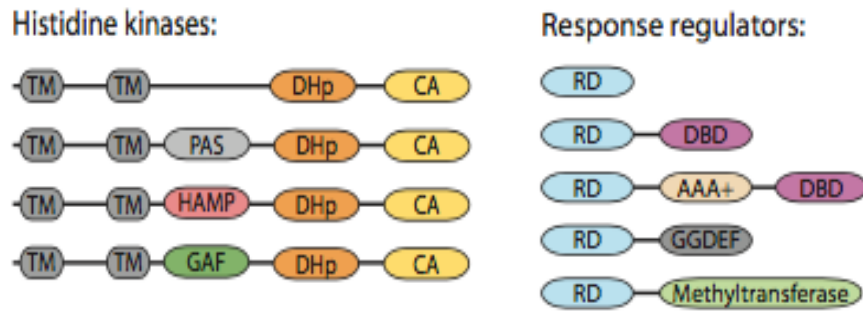 Histidine kinases:
TM TM DHp CA
TM TM PAS DHp CA
TM TM HAMP DHp CA
TM TM GAF DHp CA
Response regulators:
RD
RD DBD
RD AAA+ DBD
RD GGDEF
RD Methyltransferase